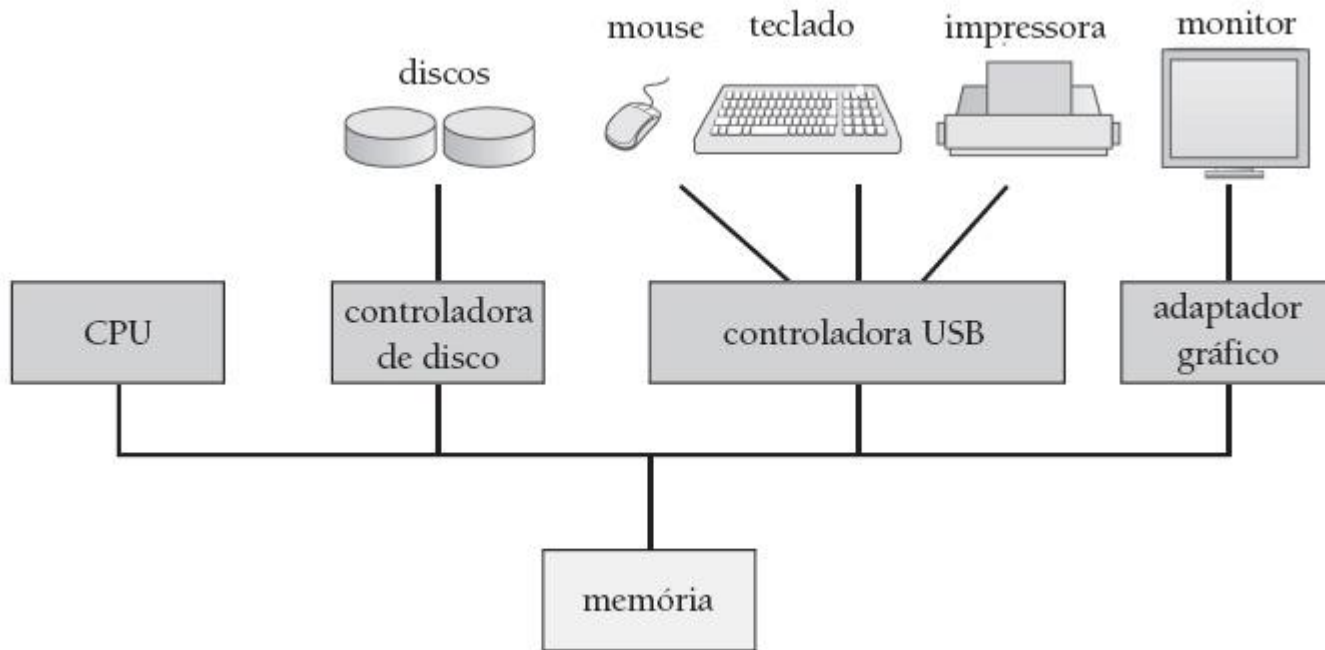 mouse
teclado
impressora
monitor
discos
CPU
controladora
de disco
controladora USB
adaptador
gráfico
memória